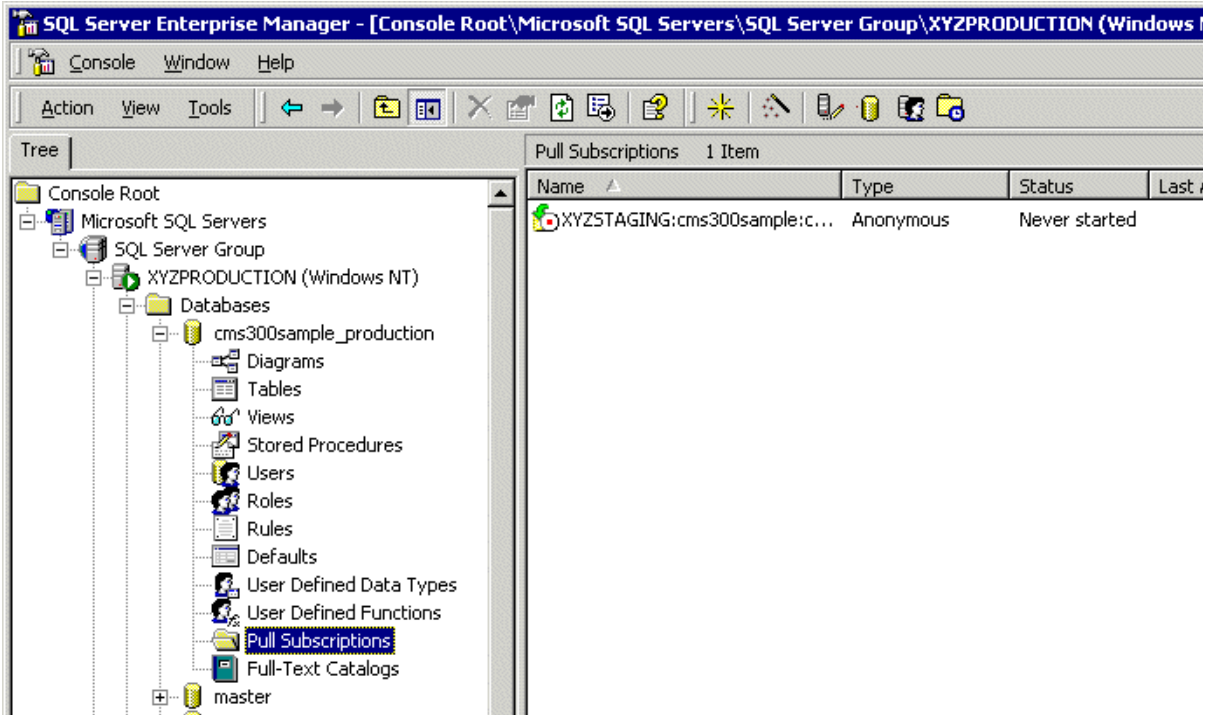 SQL Server Enterprise Manager - [Console Root\Microsoft SQL Servers\SQL Server Group\XYZPRODUCTION (Windows
Console Window Help
Action View Tools
Tree
Pull Subscriptions 1 Item
Name Type Status Last
Console Root
XYZSTAGING:cms300sample:c... Anonymous Never started
Microsoft SQL Servers
SQL Server Group
XYZPRODUCTION (Windows NT)
Databases
cms300sample_production
Diagrams
Tables
Views
Stored Procedures
Users
Roles
Rules
Defaults
User Defined Data Types
User Defined Functions
Pull Subscriptions
Full-Text Catalogs
master